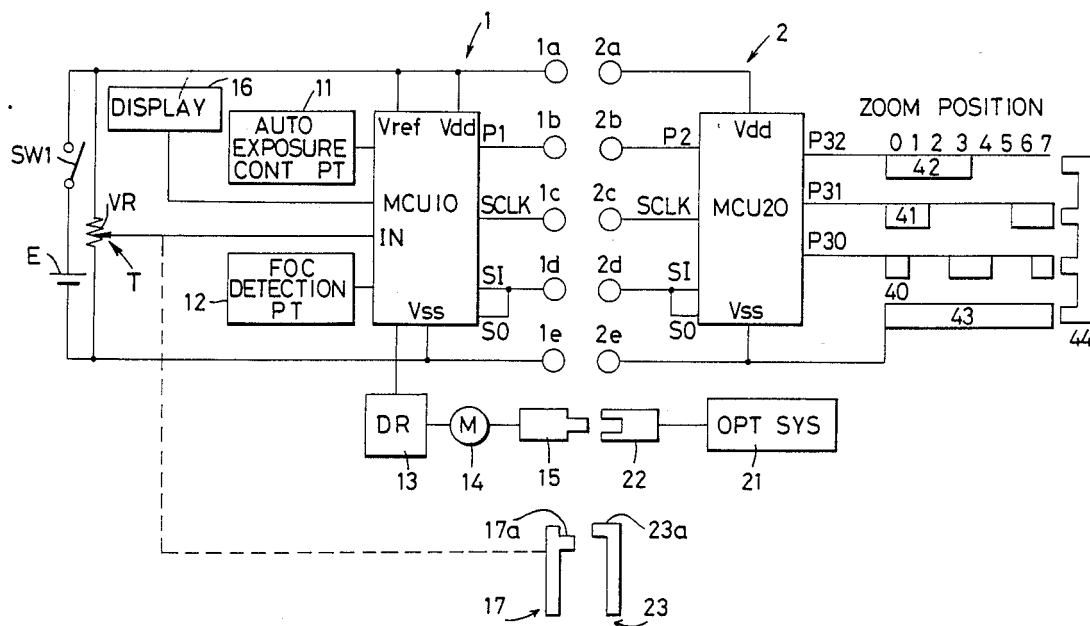 1
1a
2a
2
16
DISPLAY
11
AUTO
EXPOSURE
CONT PT
Vref
Vdd
P1
1b
2b
P2
Vdd
P32
ZOOM POSITION
0 1 2 3 4 5 6 7
42
SW1
VR
MCU10
SCLK
1c
2c
SCLK
MCU20
P31
41
IN
P30
E
T
12
FOC
DETECTION
PT
SI
1d
2d
SI
40
Vss
SO
SO
Vss
43
1e
2e
44
DR
M
OPT SYS
13
14
15
22
21
17a
23a
17
23